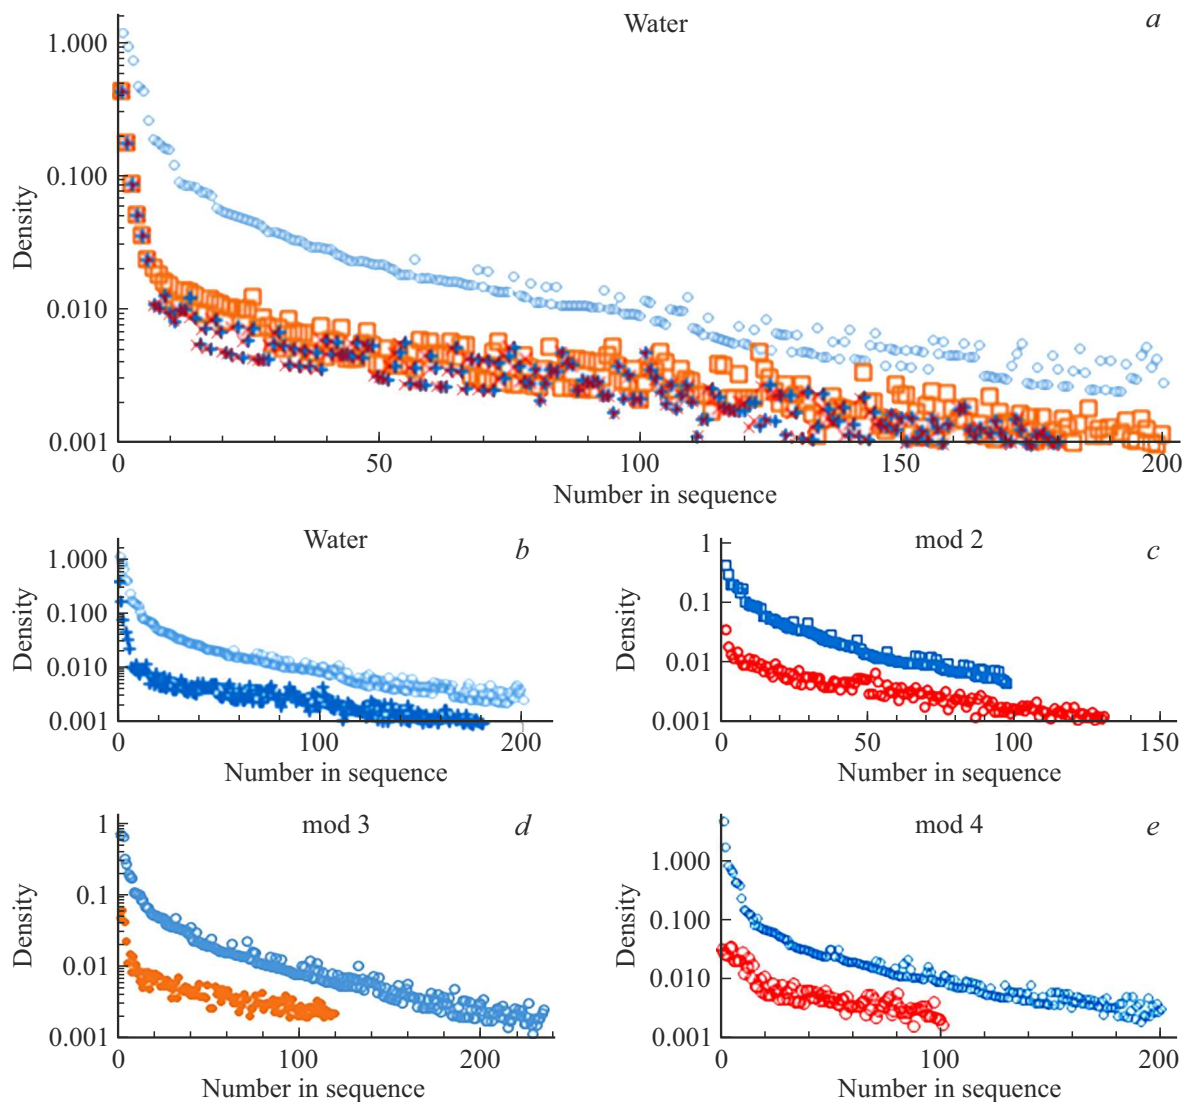 Water
a
1.000
0.100
0.010
0.001
Density
0 50 100 150 200
Number in sequence
Water
b
1.000
0.100
0.010
0.001
Density
0 100 200
Number in sequence
mod 2
c
1
0.1
0.01
0.001
Density
0 50 100 150
Number in sequence
mod 3
d
1
0.1
0.01
0.001
Density
0 100 200
Number in sequence
mod 4
e
1.000
0.100
0.010
0.001
Density
0 100 200
Number in sequence